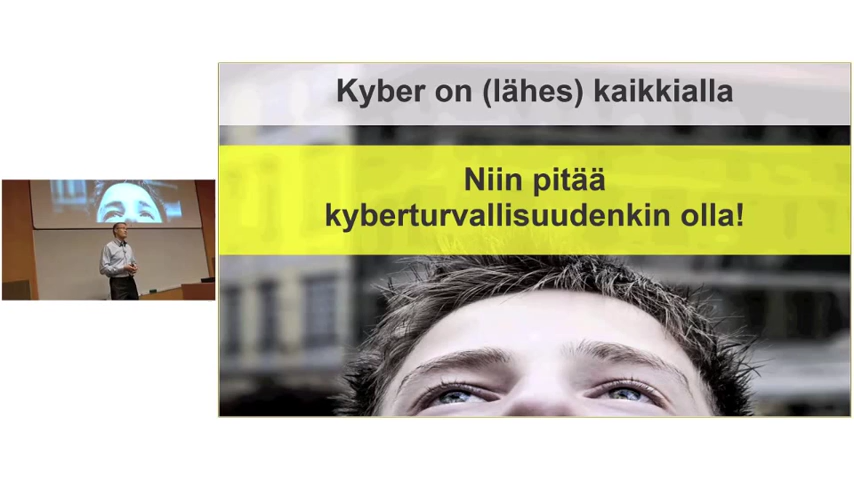 Kyber on (lähes) kaikkialla
Niin pitää
kyberturvallisuudenkin olla!